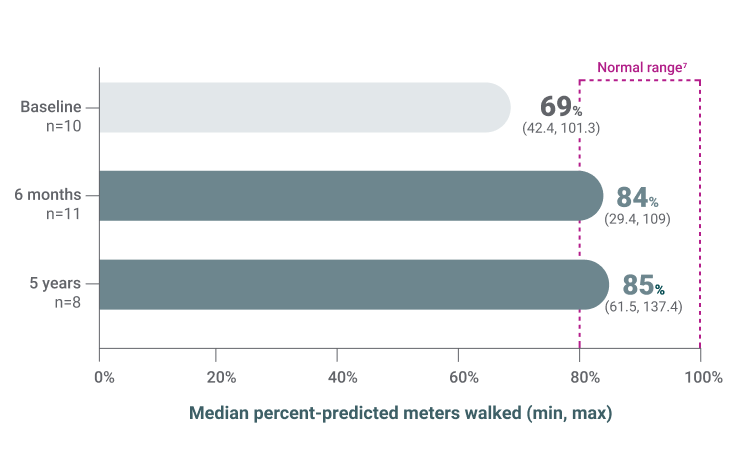 Normal range⁷
Baseline
n=10
69%
(42.4, 101.3)
6 months
n=11
84%
(29.4, 109)
5 years
n=8
85%
(61.5, 137.4)
0% 20% 40% 60% 80% 100%
Median percent-predicted meters walked (min, max)